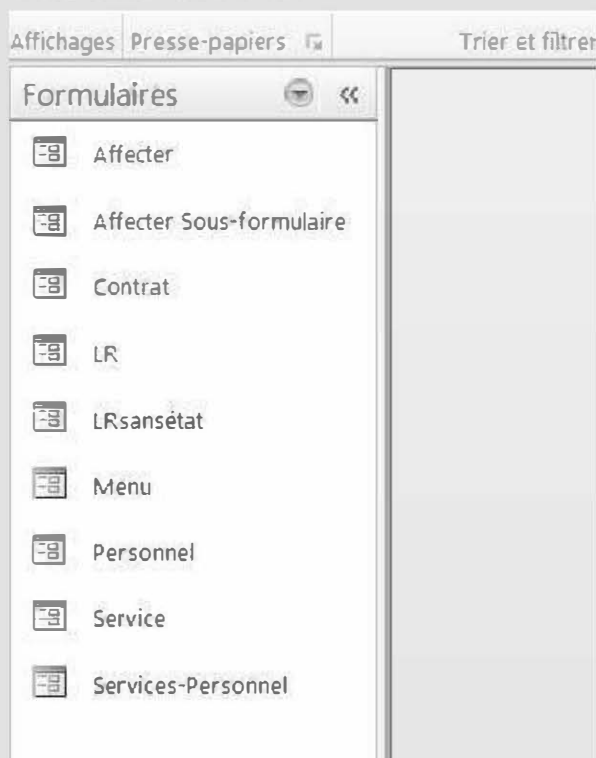 Affichages Presse-papiers Trier et filtrer
Formulaires
Affecter
Affecter Sous-formulaire
Contrat
LR
LRsansétat
Menu
Personnel
Service
Services-Personnel